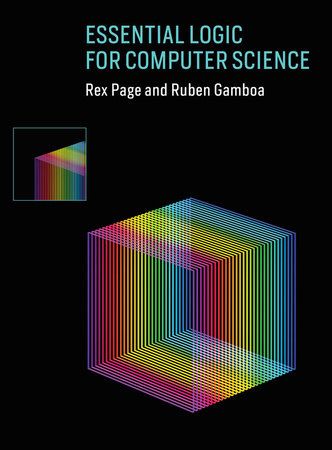 ESSENTIAL LOGIC
FOR COMPUTER SCIENCE
Rex Page and Ruben Gamboa